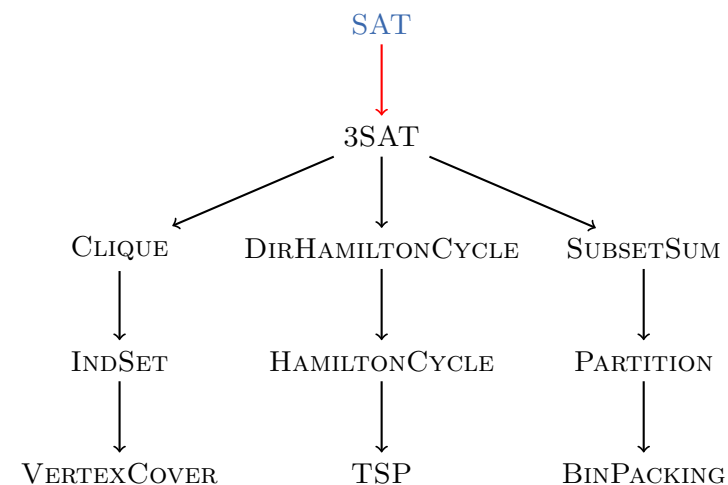 SAT
3SAT
CLIQUE DIRHAMILTONCYCLE SUBSETSUM
INDSET HAMILTONCYCLE PARTITION
VERTEXCOVER TSP BINPACKING